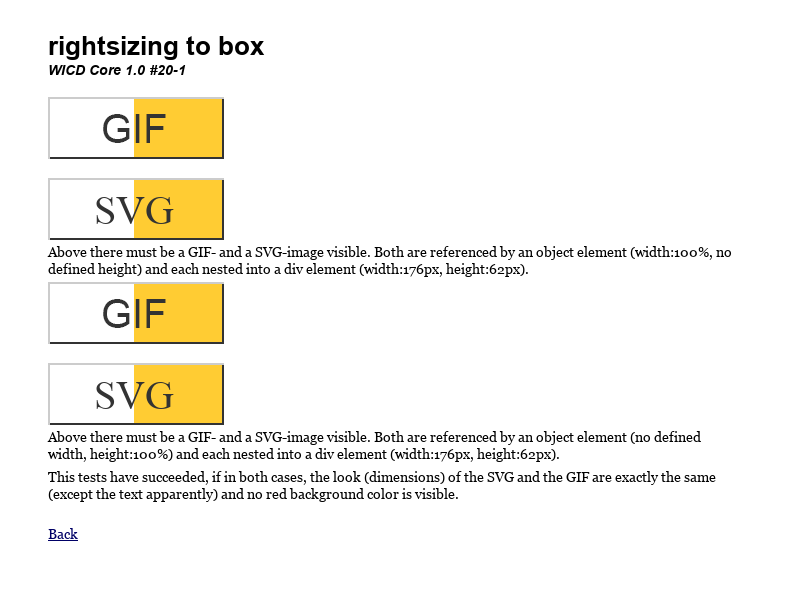 rightsizing to box
WICD Core 1.0 #20-1
GIF
SVG
Above there must be a GIF- and a SVG-image visible. Both are referenced by an object element (width:100%, no
defined height) and each nested into a div element (width:176px, height:62px).
GIF
SVG
Above there must be a GIF- and a SVG-image visible. Both are referenced by an object element (no defined
width, height:100%) and each nested into a div element (width:176px, height:62px).
This tests have succeeded, if in both cases, the look (dimensions) of the SVG and the GIF are exactly the same
(except the text apparently) and no red background color is visible.
Back